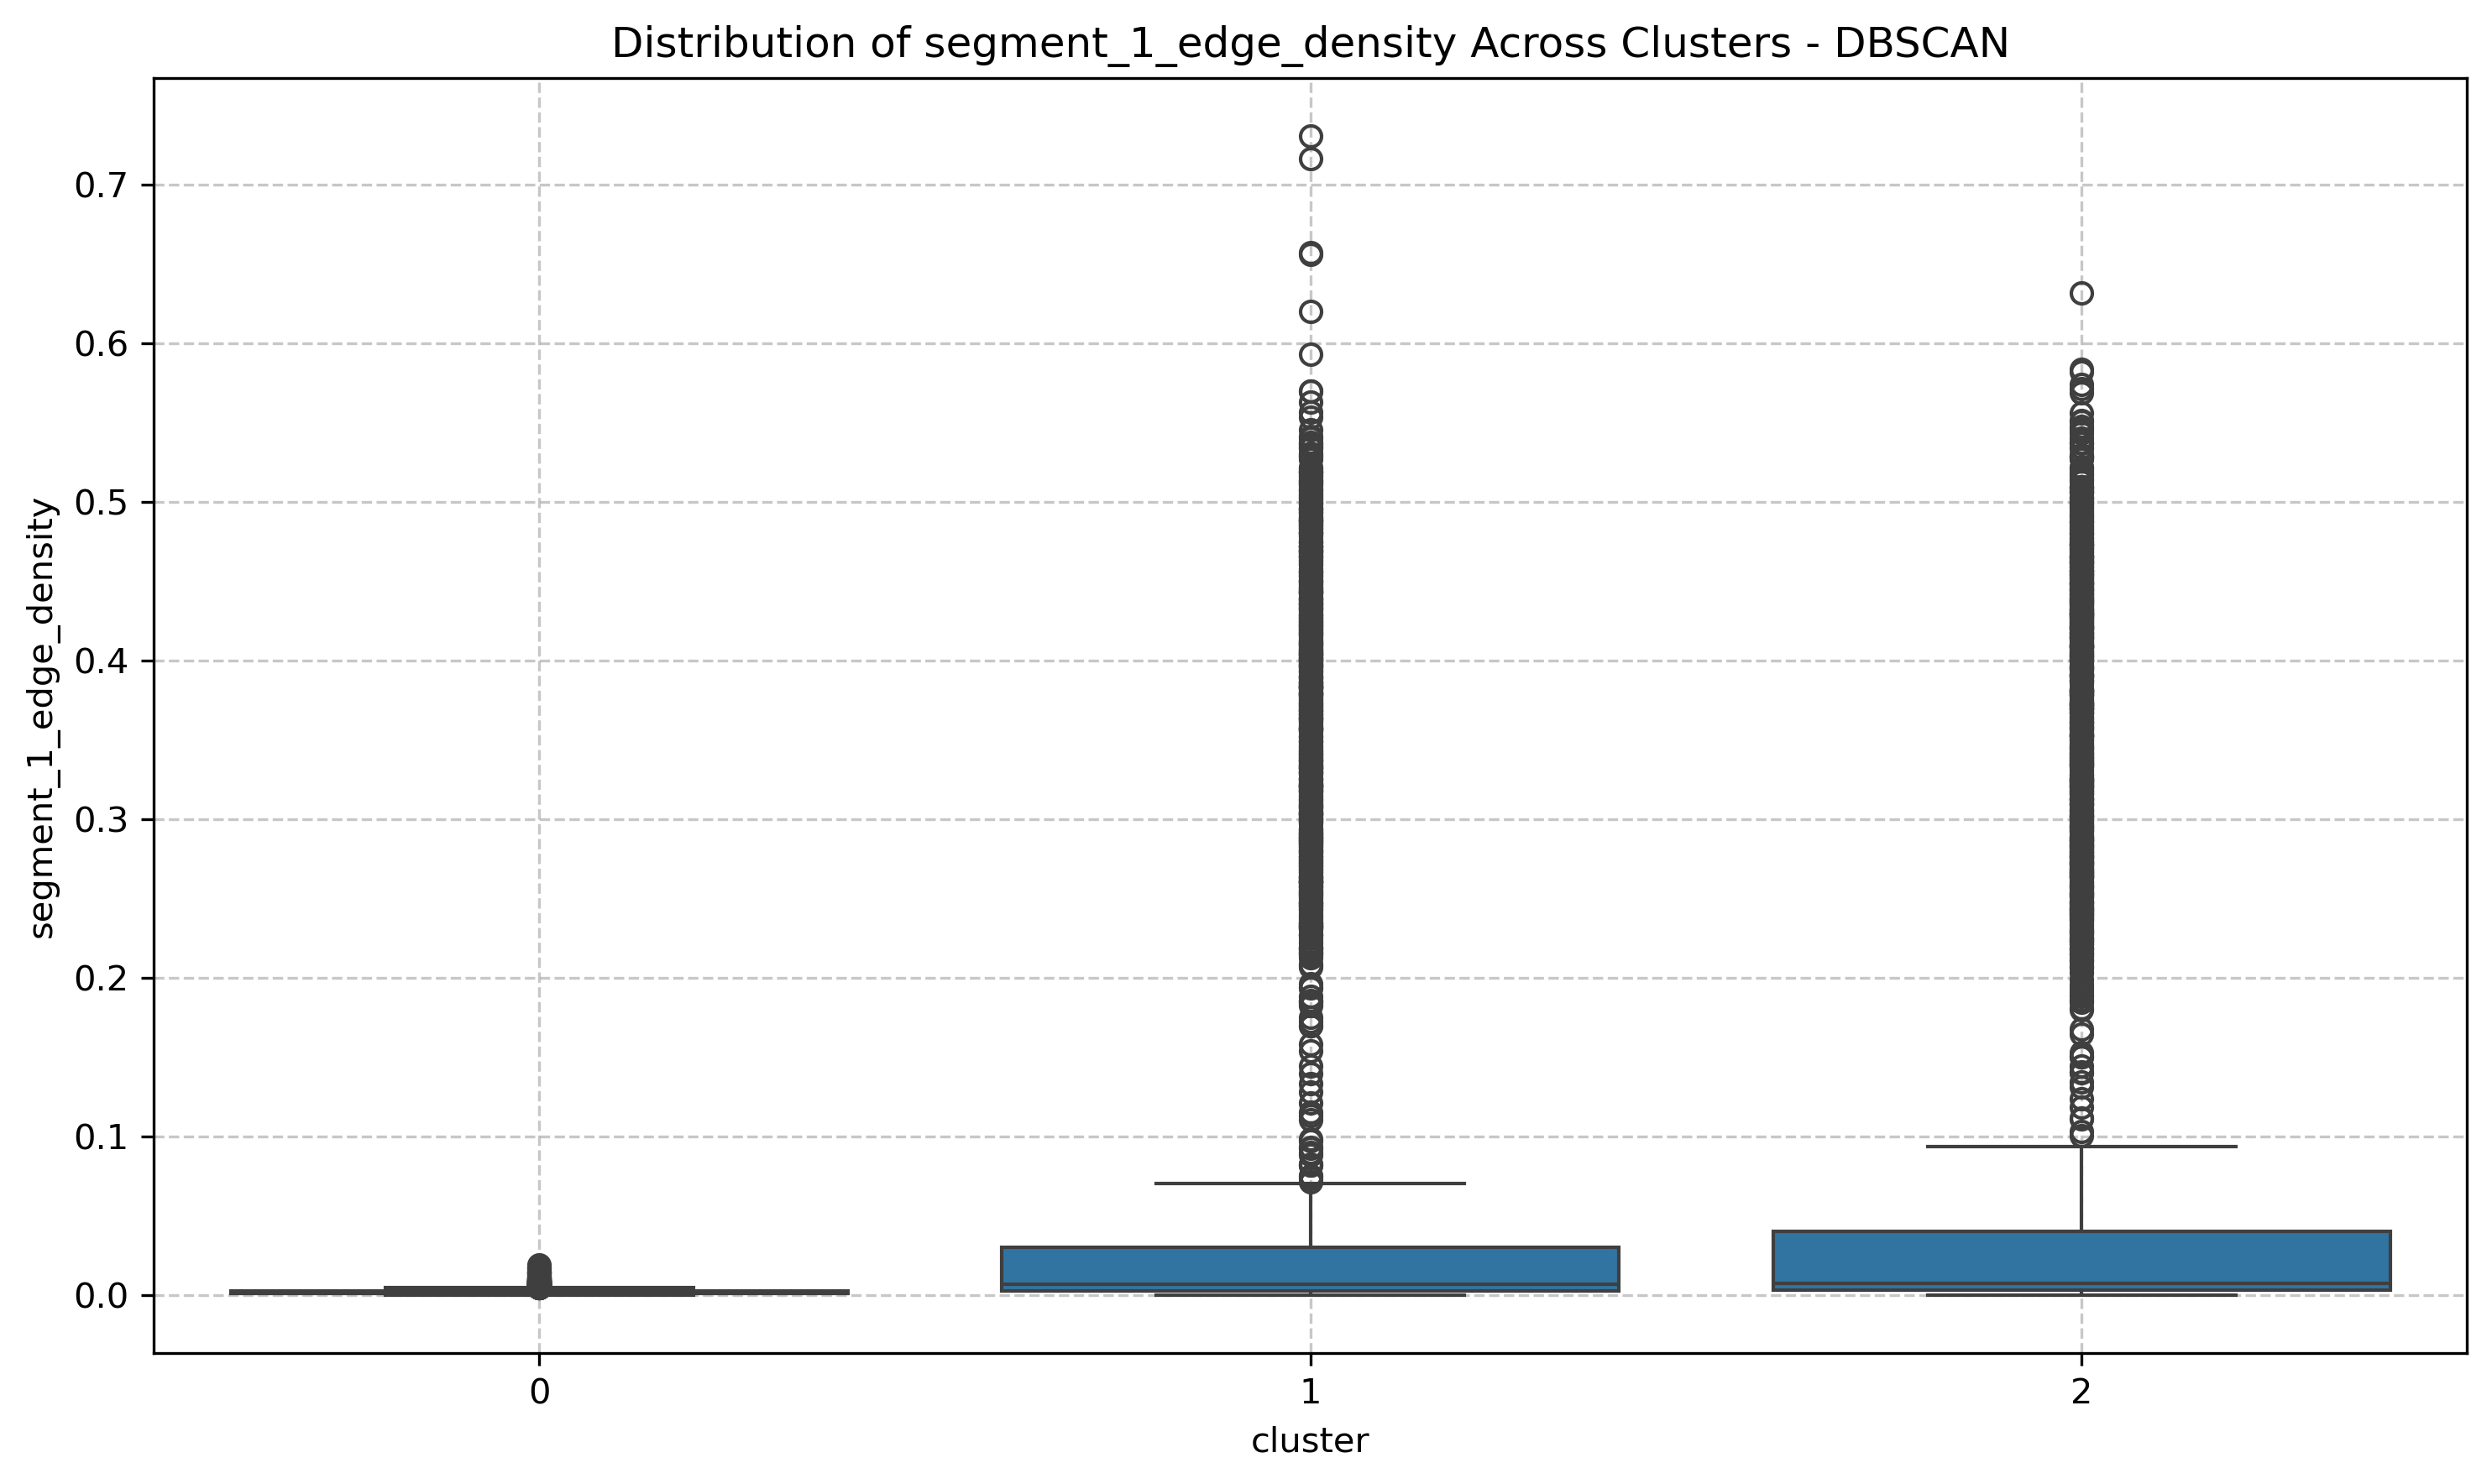 Distribution of segment_1_edge_density Across Clusters - DBSCAN
segment_1_edge_density
0.7
0.6
0.5
0.4
0.3
0.2
0.1
0.0
0 1 2
cluster